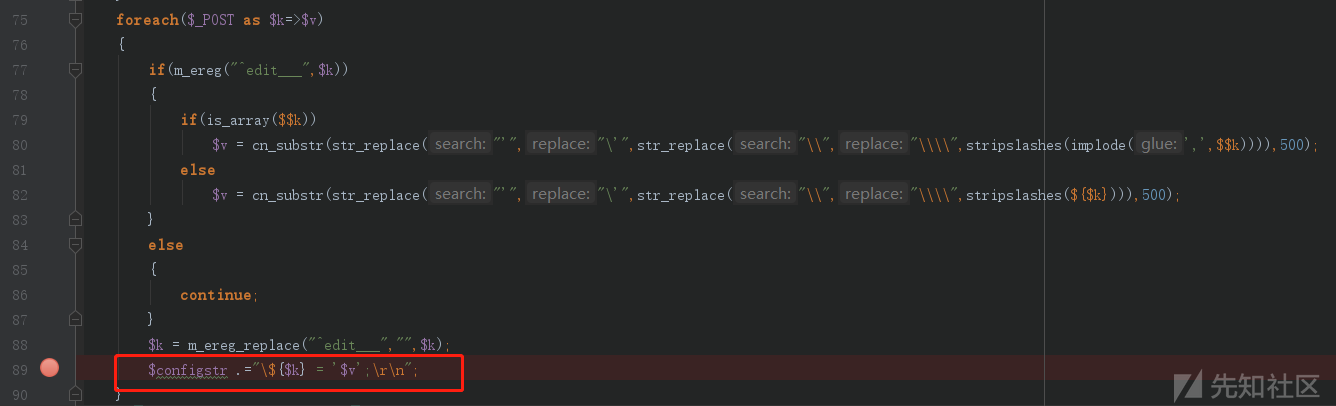 75 foreach($_POST as $k=>$v)
76 {
77 if(m_ereg("^edit___",$k))
78 {
79 if(is_array($$k))
80 $v = cn_substr(str_replace( search: "'", replace: "\'",str_replace( search: "\\", replace: "\\\\",stripslashes(implode( glue: ',',$$k)))),500);
81 else
82 $v = cn_substr(str_replace( search: "'", replace: "\'",str_replace( search: "\\", replace: "\\\\",stripslashes(${$k}))),500);
83 }
84 else
85 {
86 continue;
87 }
88 $k = m_ereg_replace("^edit___","",$k);
89 $configstr .="\${$k} = '$v';\r\n";
90 }
先知社区